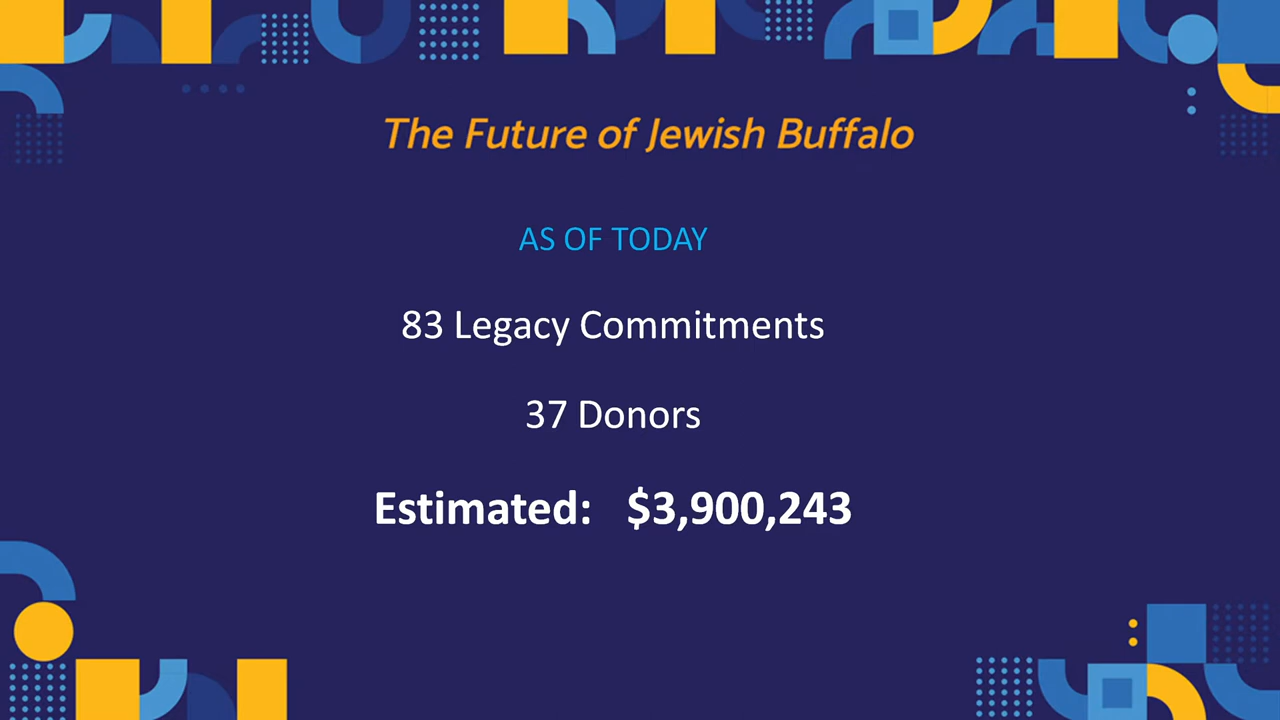 The Future of Jewish Buffalo
AS OF TODAY
83 Legacy Commitments
37 Donors
Estimated: $3,900,243